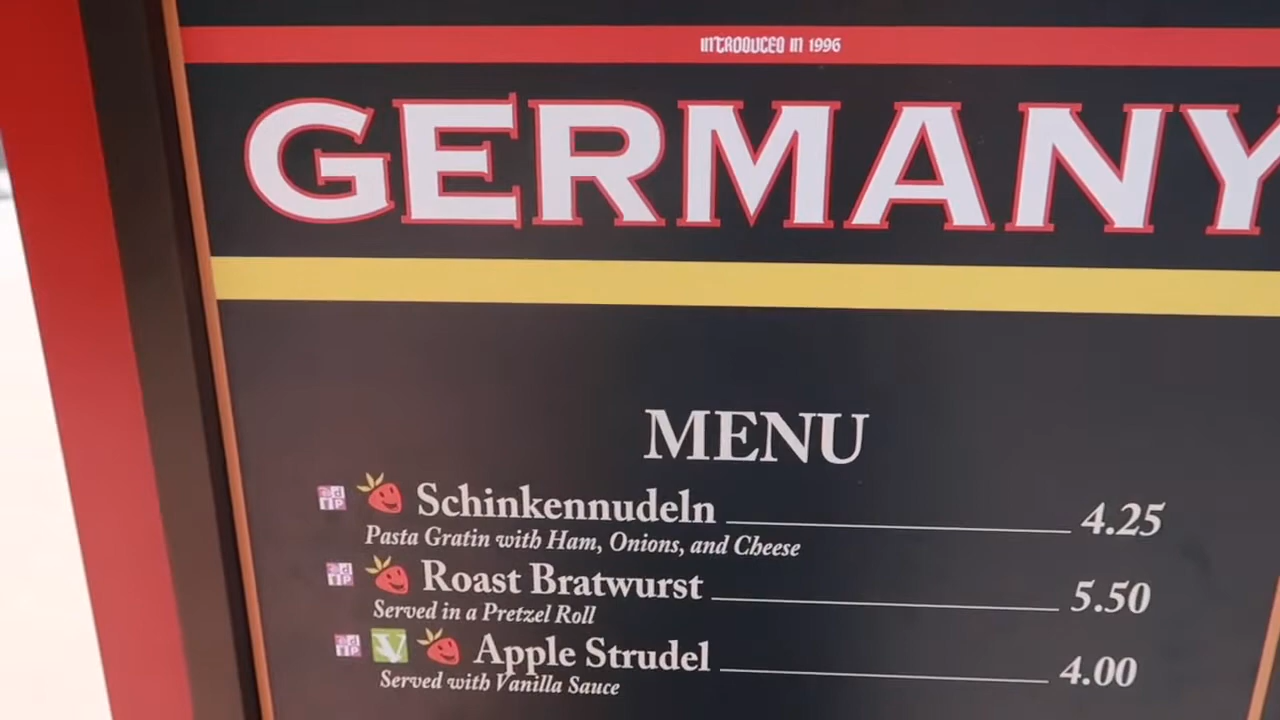 INTRODUCED IN 1996
GERMANY
MENU
Schinkennudeln 4.25
Pasta Gratin with Ham, Onions, and Cheese
Roast Bratwurst 5.50
Served in a Pretzel Roll
V Apple Strudel 4.00
Served with Vanilla Sauce